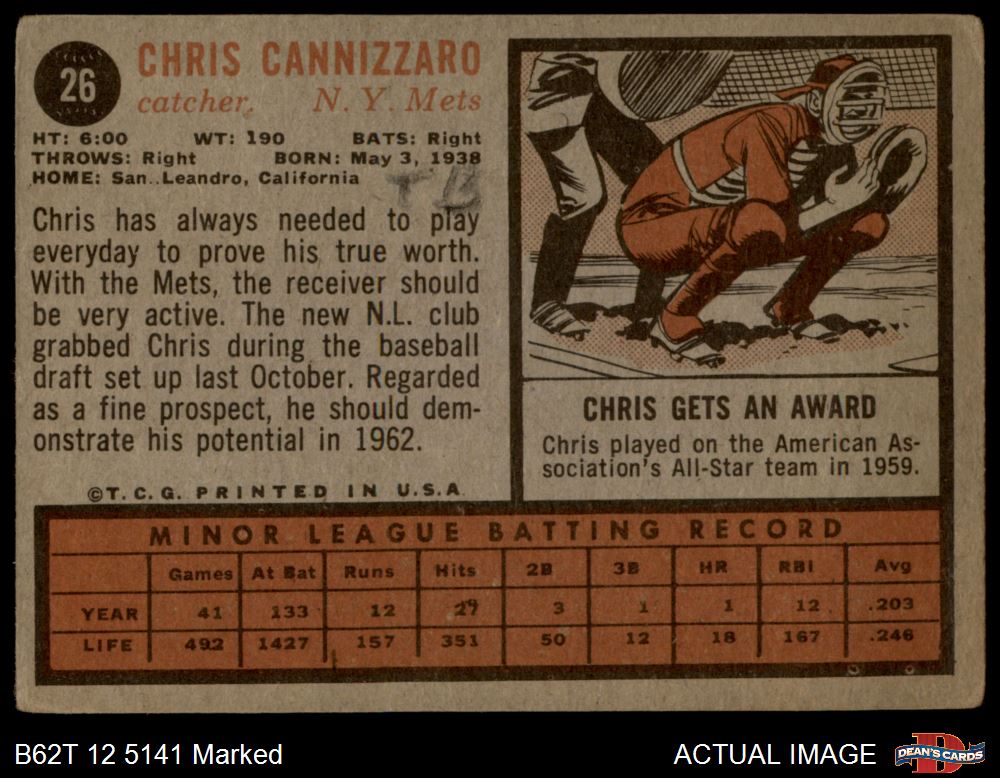 26
CHRIS CANNIZZARO
catcher, N. Y. Mets
HT: 6:00 WT: 190 BATS: Right
THROWS: Right BORN: May 3, 1938
HOME: San Leandro, California
TB
Chris has always needed to play
everyday to prove his true worth.
With the Mets, the receiver should
be very active. The new N.L. club
grabbed Chris during the baseball
draft set up last October. Regarded
as a fine prospect, he should dem-
onstrate his potential in 1962.
©T. C. G. PRINTED IN U.S.A.
CHRIS GETS AN AWARD
Chris played on the American As-
sociation's All-Star team in 1959.
MINOR LEAGUE BATTING RECORD
Games At Bat Runs Hits 2B 3B HR RBI Avg
YEAR 41 133 12 27 3 1 1 12 .203
LIFE 492 1427 157 351 50 12 18 167 .246
B62T 12 5141 Marked
ACTUAL IMAGE
DEAN'S CARDS